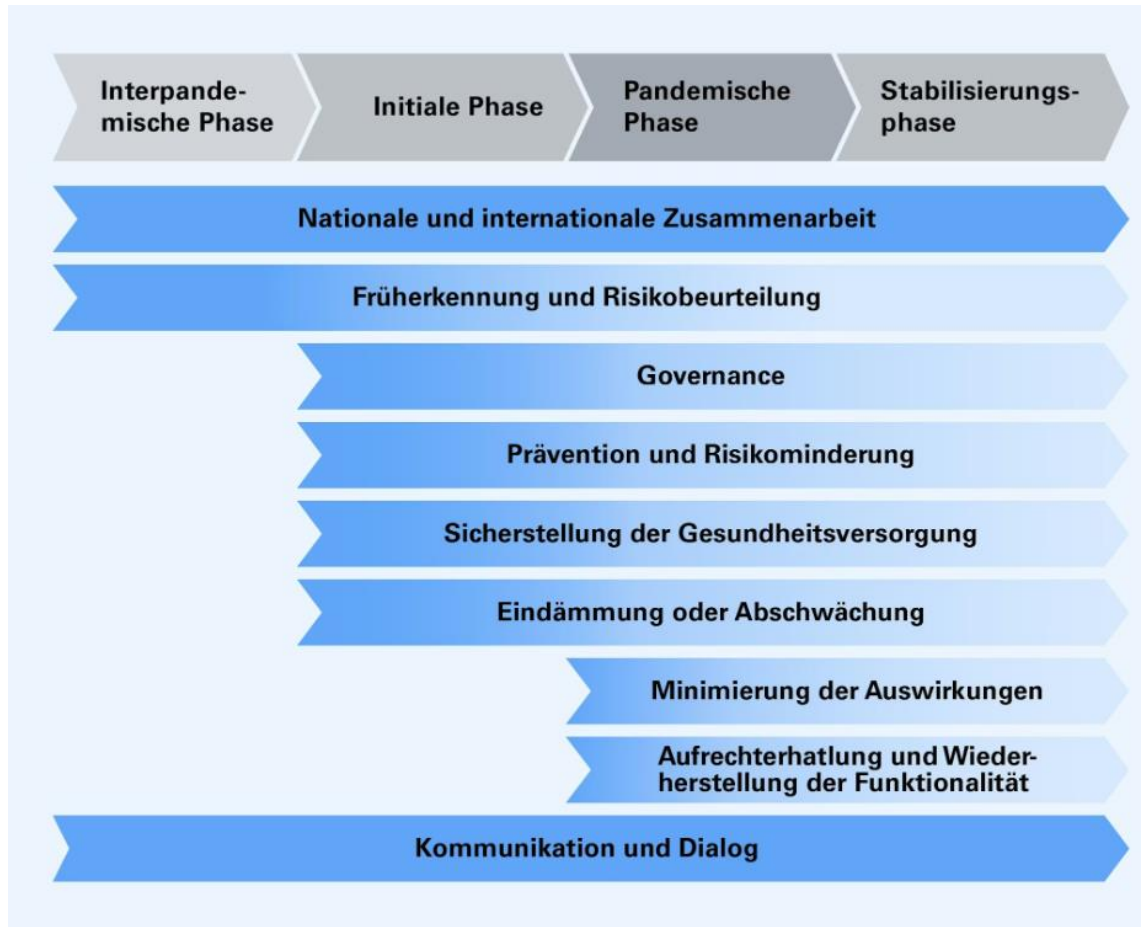 Interpande-
mische Phase
Initiale Phase
Pandemische
Phase
Stabilisierungs-
phase
Nationale und internationale Zusammenarbeit
Früherkennung und Risikobeurteilung
Governance
Prävention und Risikominderung
Sicherstellung der Gesundheitsversorgung
Eindämmung oder Abschwächung
Minimierung der Auswirkungen
Aufrechterhatlung und Wieder-
herstellung der Funktionalität
Kommunikation und Dialog